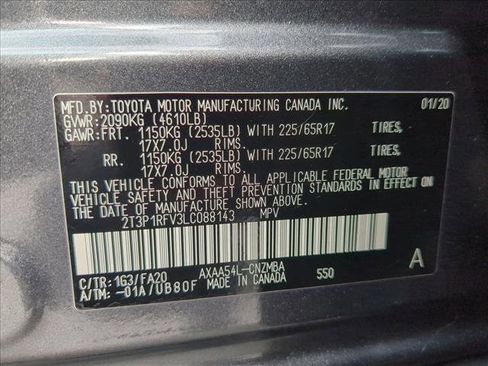 MFD.BY:TOYOTA MOTOR MANUFACTURING CANADA INC. 01/20
GVWR:2090KG (4610LB)
GAWR:FRT. 1150KG (2535LB) WITH 225/65R17 TIRES,
17X7.0J RIMS.
RR. 1150KG (2535LB) WITH 225/65R17 TIRES,
17X7.0J RIMS.
THIS VEHICLE CONFORMS TO ALL APPLICABLE FEDERAL MOTOR
VEHICLE SAFETY AND THEFT PREVENTION STANDARDS IN EFFECT ON
THE DATE OF MANUFACTURE SHOWN ABOVE.
2T3P1RFV3LC088143 MPV
C/TR:1G3/FA20 AXAA54L-CNZMBA 550 A
A/TM:-01A/UB80F MADE IN CANADA